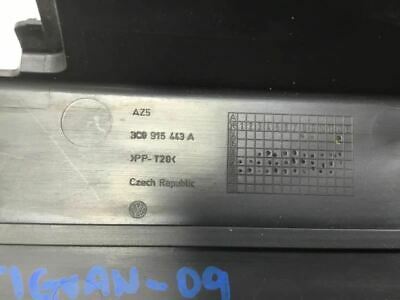 AZ5
3C0 915 443 A
>PP-T20<
Czech Republic
TIGUAN-09